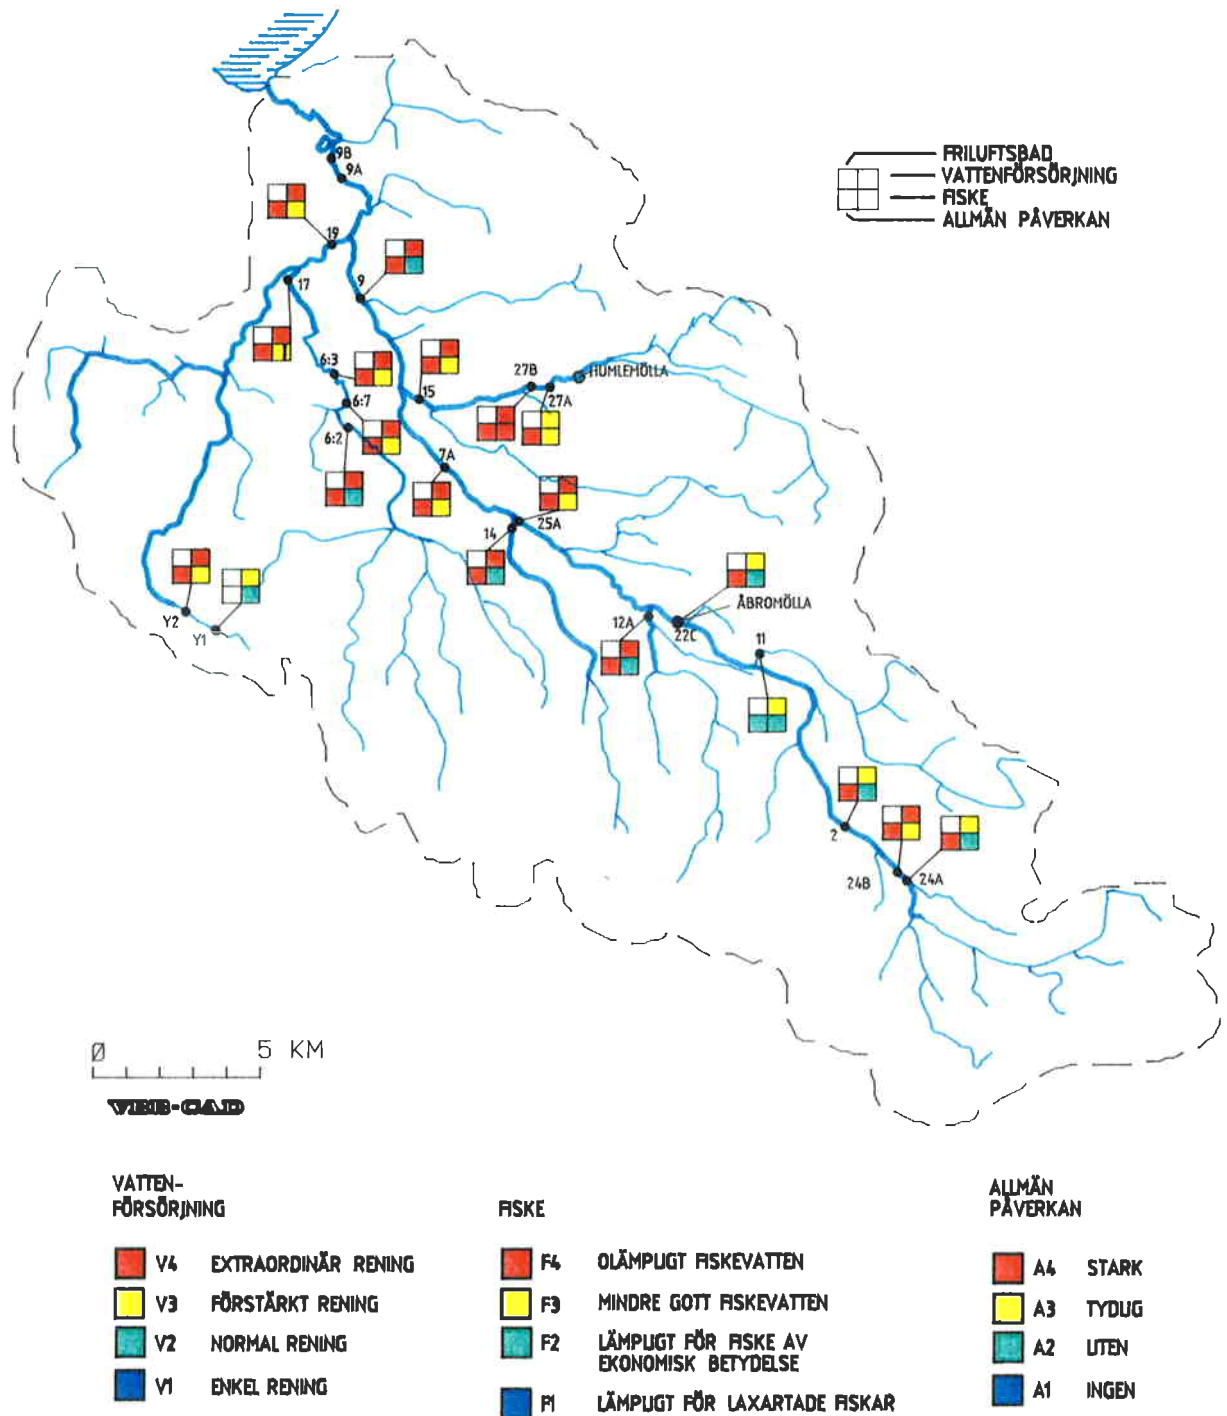 FRILUFTSBAD
VATTENFÖRSÖRJNING
FISKE
ALLMÄN PÅVERKAN
9B
9A
19
17
9
6:3
6:7
6:2
15
27B
27A
HUMLEMÖLLA
7A
25A
14
Y2
Y1
12A
22C
ÅBROMÖLLA
11
2
24B
24A
0 5 KM
VBB-CAD
VATTEN-
FÖRSÖRJNING
V4 EXTRAORDINÄR RENING
V3 FÖRSTÄRKT RENING
V2 NORMAL RENING
V1 ENKEL RENING
FISKE
F4 OLÄMPLIGT FISKEVATTEN
F3 MINDRE GOTT FISKEVATTEN
F2 LÄMPLIGT FÖR FISKE AV
EKONOMISK BETYDELSE
F1 LÄMPLIGT FÖR LAXARTADE FISKAR
ALLMÄN
PÅVERKAN
A4 STARK
A3 TYDLIG
A2 LITEN
A1 INGEN